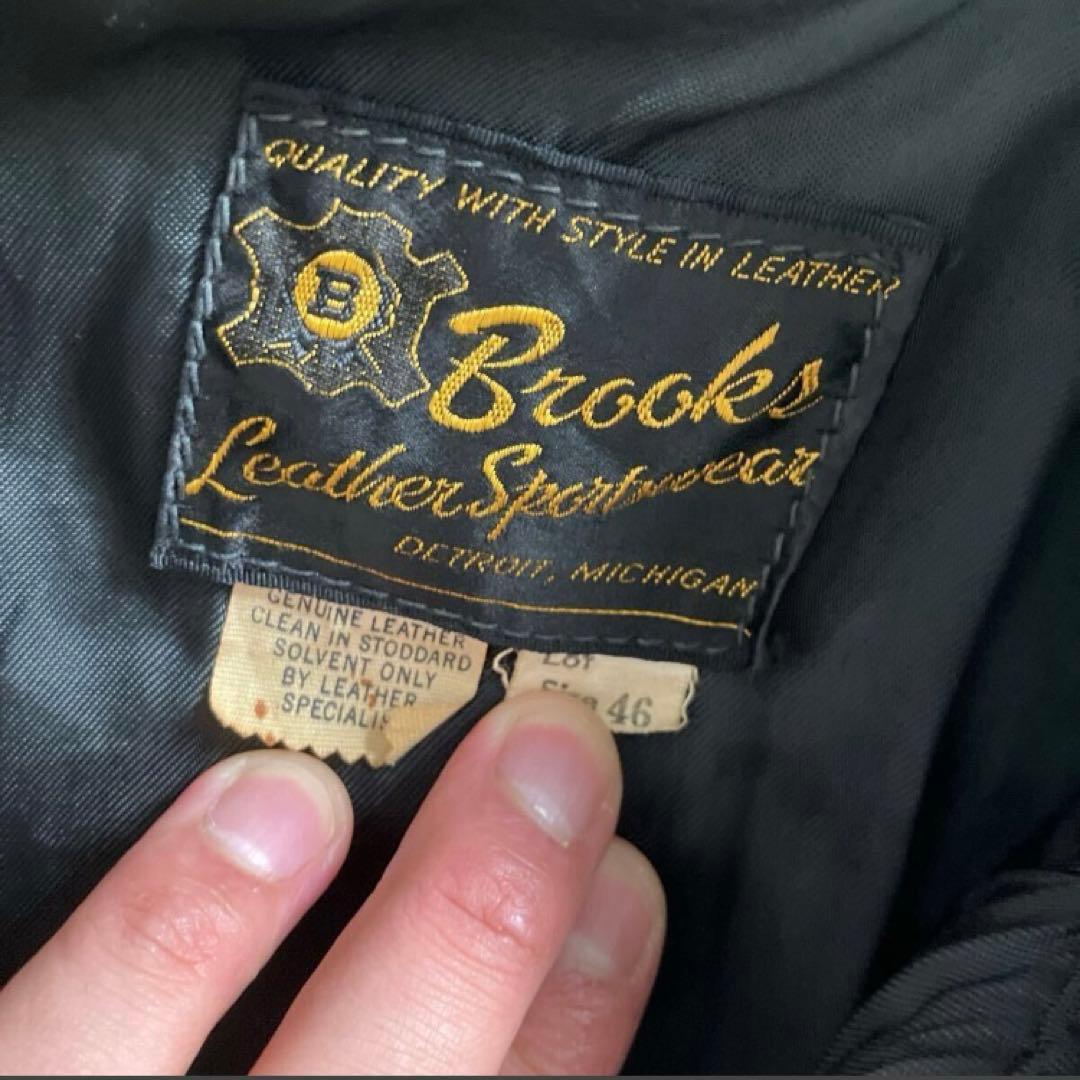 QUALITY WITH STYLE IN LEATHER
B
Brooks
Leather Sportswear
DETROIT, MICHIGAN
GENUINE LEATHER
CLEAN IN STODDARD
SOLVENT ONLY
BY LEATHER
Lot
46